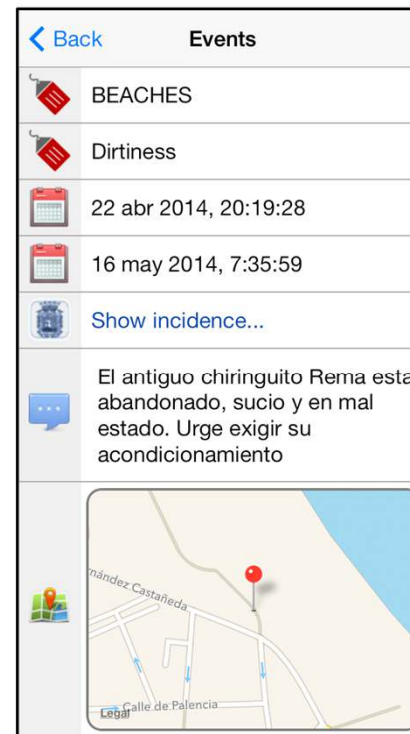 Back Events
BEACHES
Dirtiness
22 abr 2014, 20:19:28
16 may 2014, 7:35:59
Show incidence...
El antiguo chiringuito Rema esta
abandonado, sucio y en mal
estado. Urge exigir su
acondicionamiento
nández Castañeda
Calle de Palencia
Legal